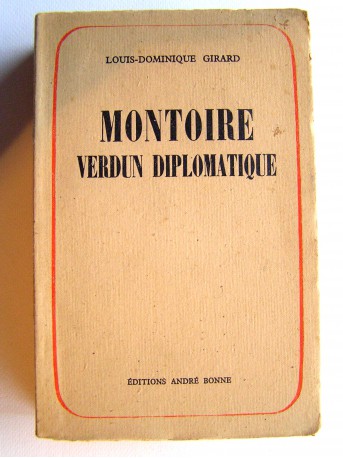 LOUIS-DOMINIQUE GIRARD
MONTOIRE
VERDUN DIPLOMATIQUE
ÉDITIONS ANDRÉ BONNE